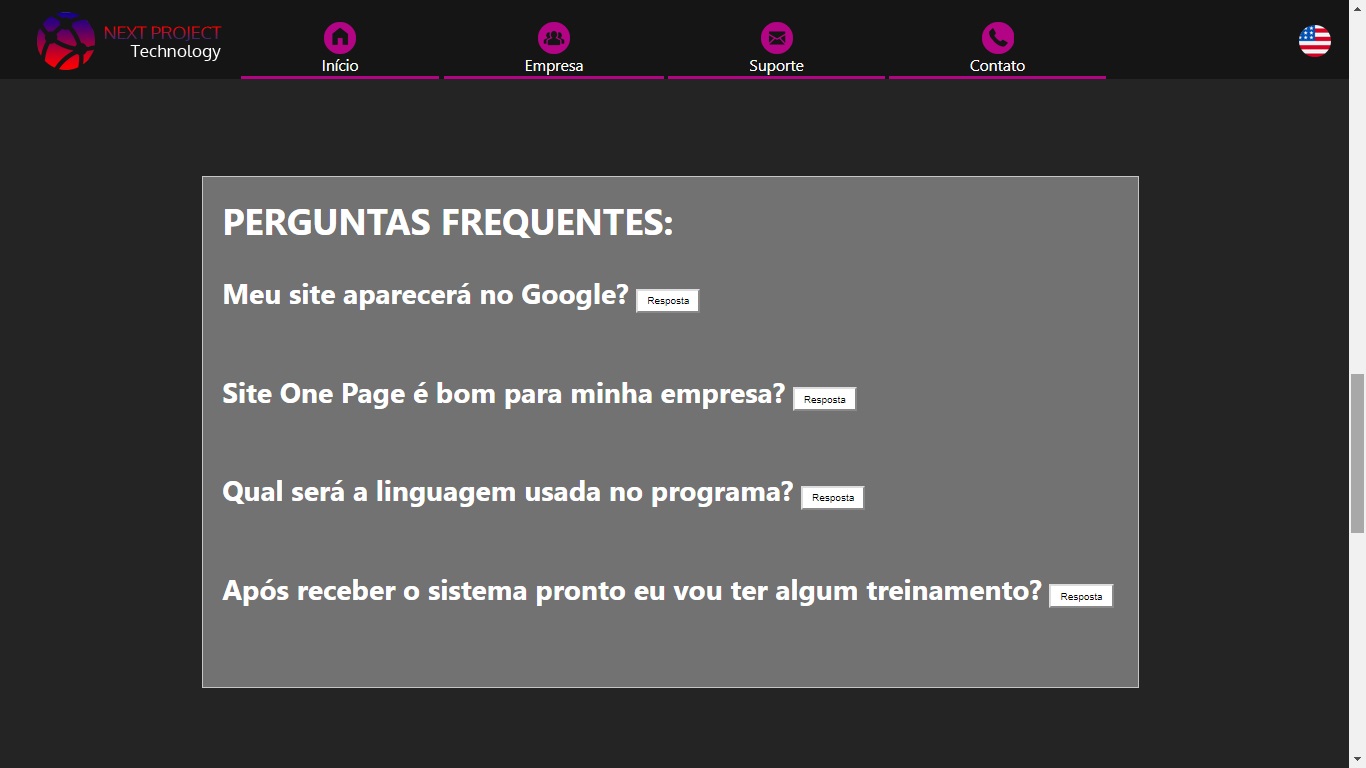 NEXT PROJECT
Technology
Início
Empresa
Suporte
Contato
PERGUNTAS FREQUENTES:
Meu site aparecerá no Google? Resposta
Site One Page é bom para minha empresa? Resposta
Qual será a linguagem usada no programa? Resposta
Após receber o sistema pronto eu vou ter algum treinamento? Resposta